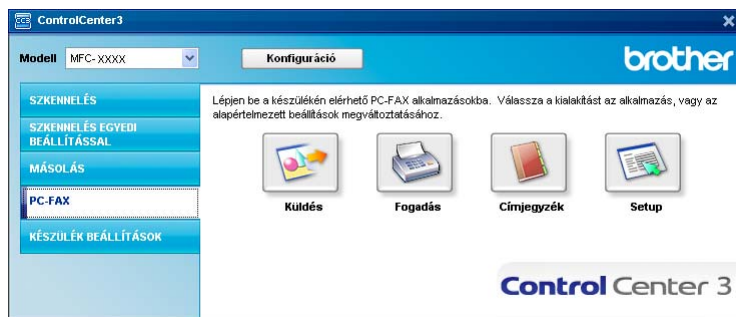 ControlCenter3
Modell MFC-XXXX Konfiguráció brother
SZKENNELÉS
SZKENNELÉS EGYEDI
BEÁLLÍTÁSSAL
MÁSOLÁS
PC-FAX
KÉSZÜLÉK BEÁLLÍTÁSOK
Lépjen be a készülékén elérhető PC-FAX alkalmazásokba. Válassza a kialakítást az alkalmazás, vagy az
alapértelmezett beállítások megváltoztatásához.
Küldés Fogadás Címjegyzék Setup
Control Center 3